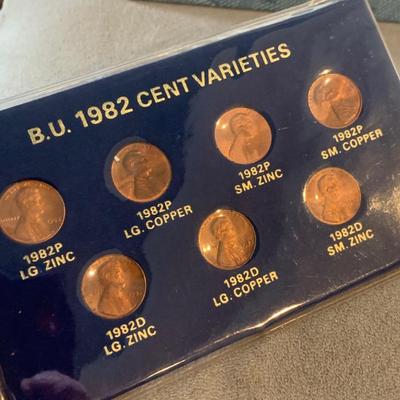 B.U. 1982 CENT VARIETIES
1982P
LG. ZINC
1982P
LG. COPPER
1982P
SM. ZINC
1982P
SM. COPPER
1982D
LG. ZINC
1982D
LG. COPPER
1982D
SM. ZINC